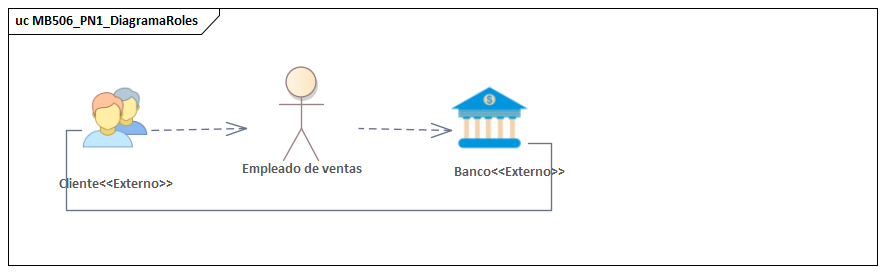 uc MB506_PN1_DiagramaRoles
$
Empleado de ventas
Cliente<<Externo>>
Banco<<Externo>>